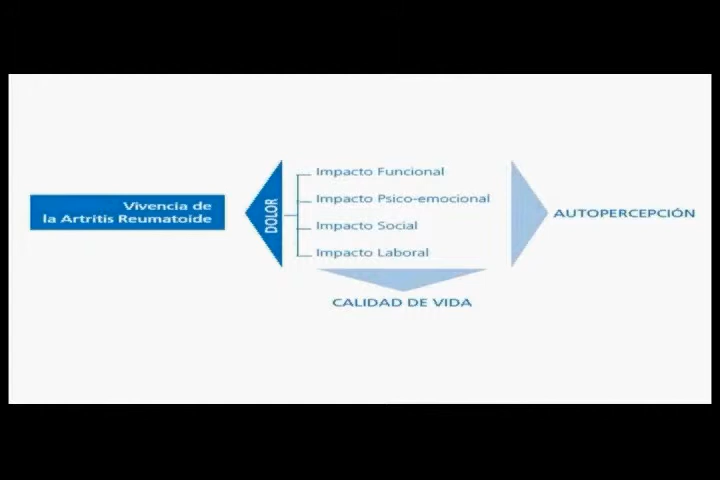 Vivencia de
la Artritis Reumatoide
DOLOR
Impacto Funcional
Impacto Psico-emocional
Impacto Social
Impacto Laboral
AUTOPERCEPCIÓN
CALIDAD DE VIDA